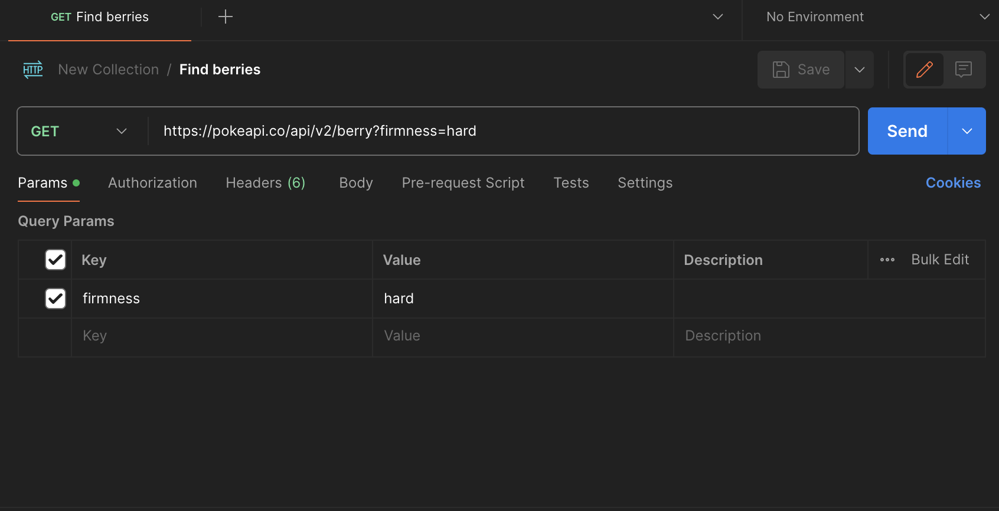 GET Find berries
No Environment
HTTP New Collection / Find berries
Save
GET https://pokeapi.co/api/v2/berry?firmness=hard
Send
Params Authorization Headers (6) Body Pre-request Script Tests Settings Cookies
Query Params
Key Value Description Bulk Edit
firmness hard
Key Value Description